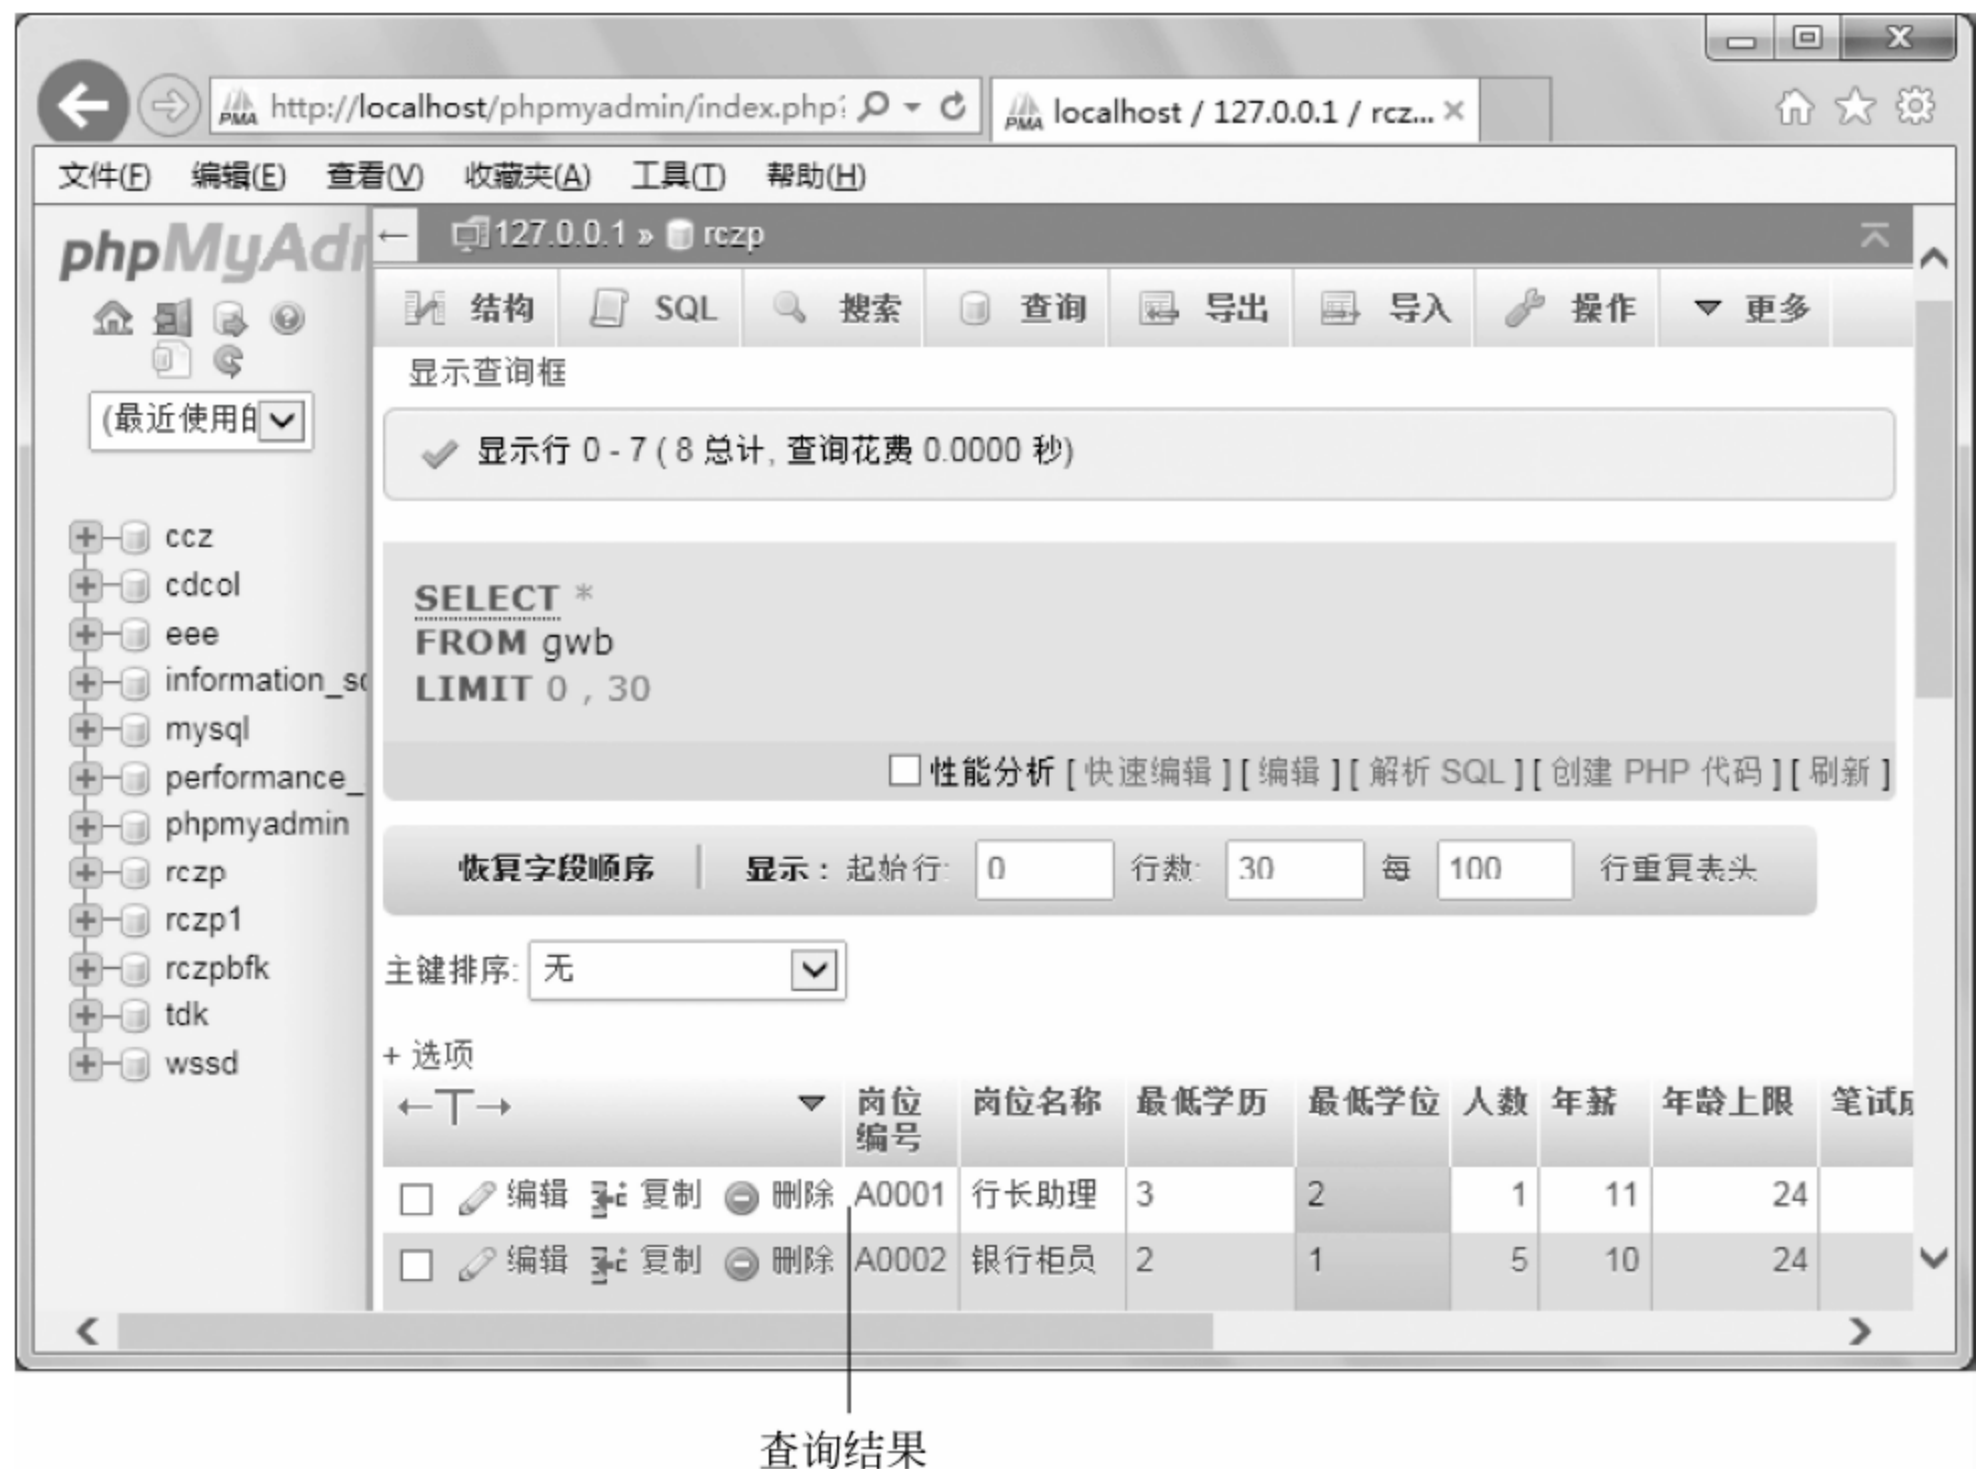 http://localhost/phpmyadmin/index.php?
localhost / 127.0.0.1 / rcz...
文件(F) 编辑(E) 查看(V) 收藏夹(A) 工具(T) 帮助(H)
phpMyAdr
(最近使用的
ccz
cdcol
eee
information_sc
mysql
performance_
phpmyadmin
rczp
rczp1
rczpbfk
tdk
wssd
127.0.0.1 » rczp
结构 SQL 搜索 查询 导出 导入 操作 更多
显示查询框
显示行 0 - 7 ( 8 总计, 查询花费 0.0000 秒)
SELECT *
FROM gwb
LIMIT 0 , 30
性能分析 [ 快速编辑 ] [ 编辑 ] [ 解析 SQL ] [ 创建 PHP 代码 ] [ 刷新 ]
恢复字段顺序 显示 : 起始行: 0 行数: 30 每 100 行重复表头
主键排序: 无
+ 选项
←T→ 岗位编号 岗位名称 最低学历 最低学位 人数 年薪 年龄上限 笔试成
编辑 复制 删除 A0001 行长助理 3 2 1 11 24
编辑 复制 删除 A0002 银行柜员 2 1 5 10 24
查询结果